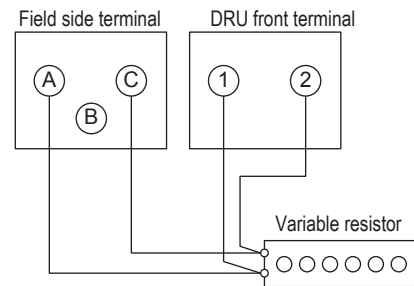 Field side terminal
DRU front terminal
A
C
1
2
B
Variable resistor